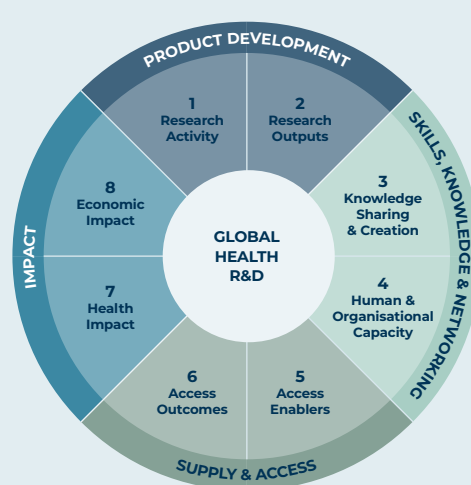 PRODUCT DEVELOPMENT
1
Research
Activity
2
Research
Outputs
SKILLS, KNOWLEDGE & NETWORKING
3
Knowledge
Sharing
& Creation
4
Human &
Organisational
Capacity
SUPPLY & ACCESS
5
Access
Enablers
6
Access
Outcomes
IMPACT
7
Health
Impact
8
Economic
Impact
GLOBAL
HEALTH
R&D